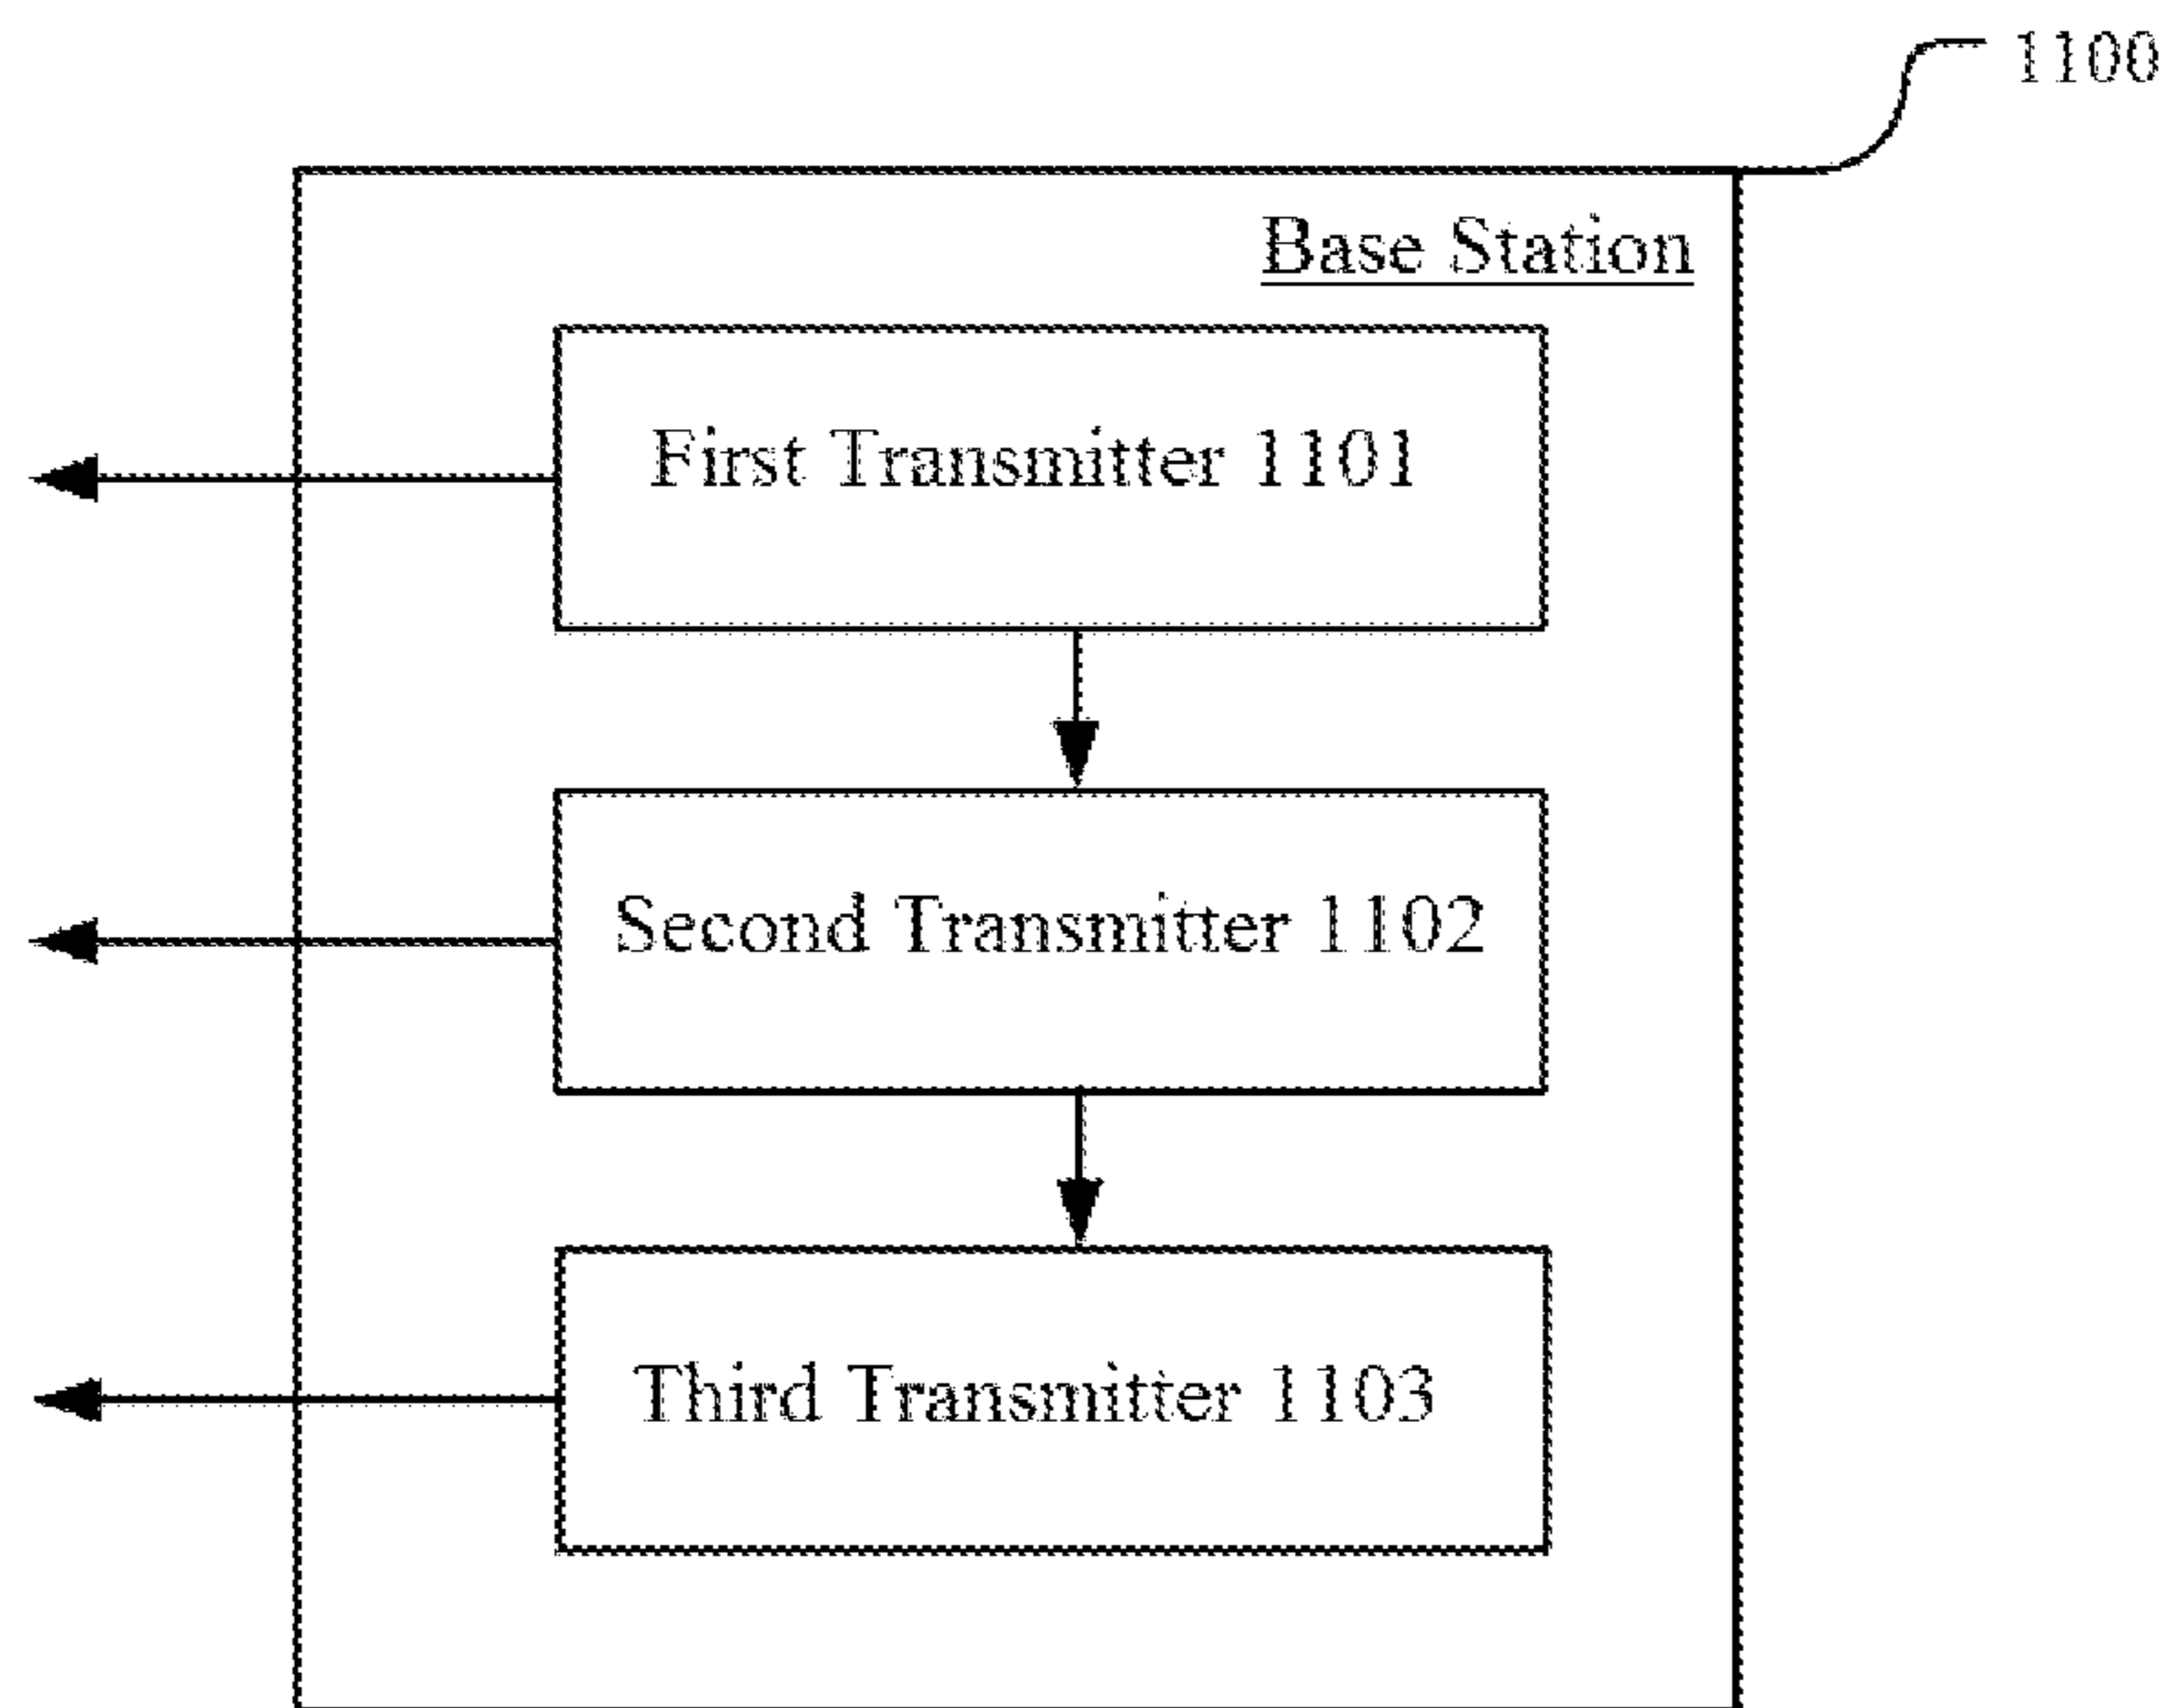 1100
Base Station
First Transmitter 1101
Second Transmitter 1102
Third Transmitter 1103